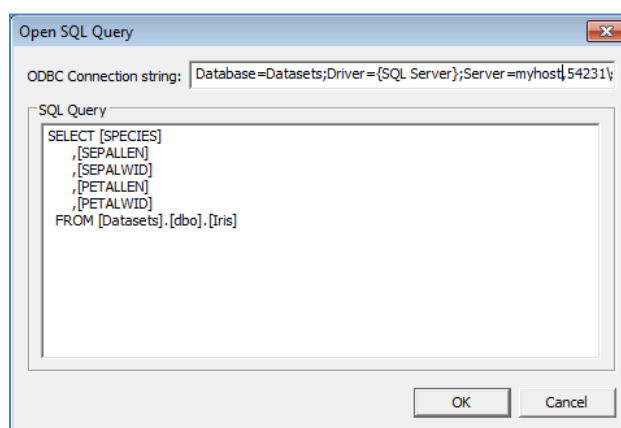 Open SQL Query
ODBC Connection string: Database=Datasets;Driver={SQL Server};Server=myhost,54231\
SQL Query
SELECT [SPECIES]
,[SEPALLEN]
,[SEPALWID]
,[PETALLEN]
,[PETALWID]
FROM [Datasets].[dbo].[Iris]
OK Cancel